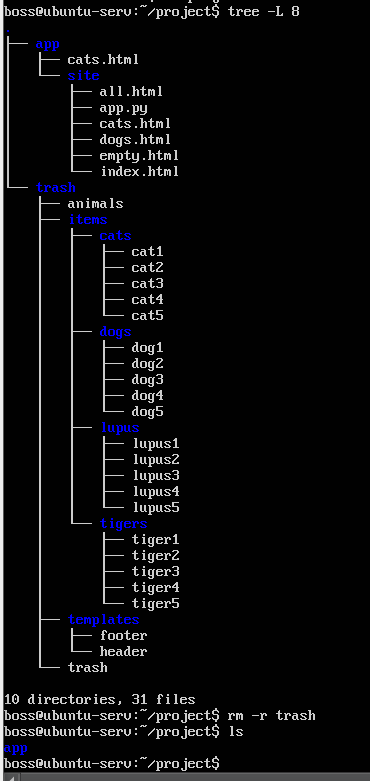 boss@ubuntu-serv:~/project$ tree -L 8
.
├── app
│   ├── cats.html
│   └── site
│       ├── all.html
│       ├── app.py
│       ├── cats.html
│       ├── dogs.html
│       ├── empty.html
│       └── index.html
└── trash
    ├── animals
    ├── items
    │   ├── cats
    │   │   ├── cat1
    │   │   ├── cat2
    │   │   ├── cat3
    │   │   ├── cat4
    │   │   └── cat5
    │   ├── dogs
    │   │   ├── dog1
    │   │   ├── dog2
    │   │   ├── dog3
    │   │   ├── dog4
    │   │   └── dog5
    │   ├── lupus
    │   │   ├── lupus1
    │   │   ├── lupus2
    │   │   ├── lupus3
    │   │   ├── lupus4
    │   │   └── lupus5
    │   └── tigers
    │       ├── tiger1
    │       ├── tiger2
    │       ├── tiger3
    │       ├── tiger4
    │       └── tiger5
    ├── templates
    │   ├── footer
    │   └── header
    └── trash

10 directories, 31 files
boss@ubuntu-serv:~/project$ rm -r trash
boss@ubuntu-serv:~/project$ ls
app
boss@ubuntu-serv:~/project$